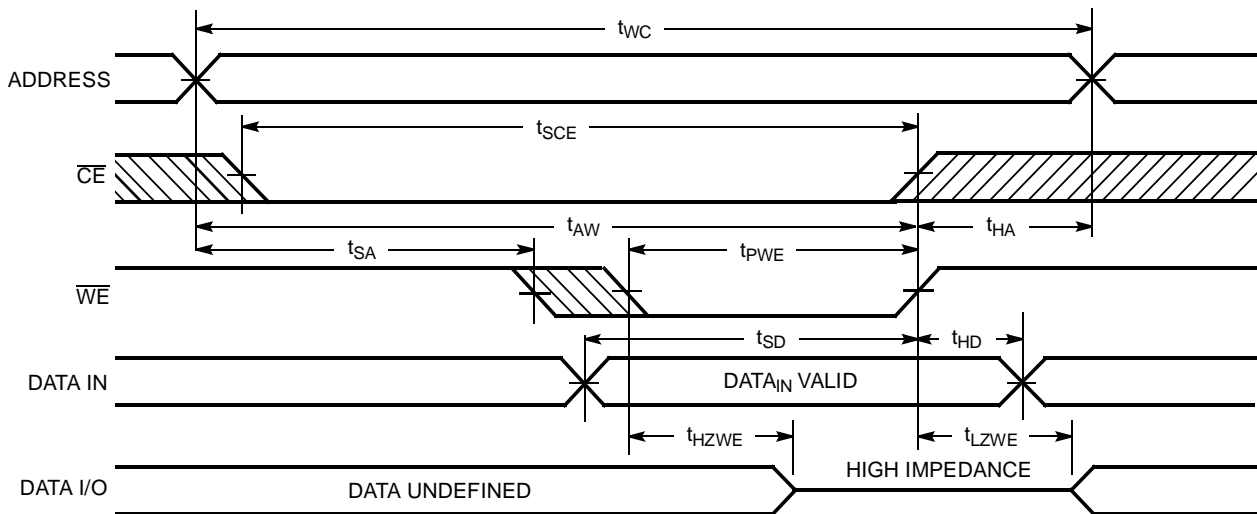 tWC
ADDRESS
tSCE
CE
tAW
tHA
tSA
tPWE
WE
tSD
tHD
DATA IN
DATAIN VALID
tHZWE
tLZWE
HIGH IMPEDANCE
DATA I/O
DATA UNDEFINED